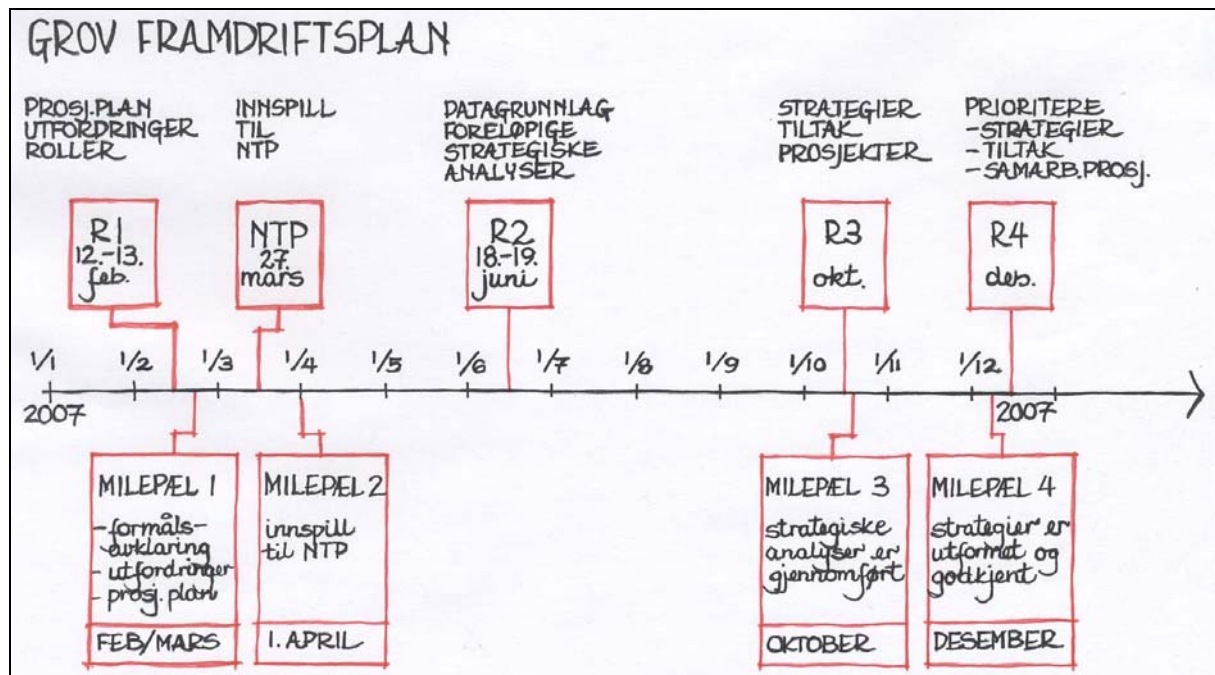 GROV FRAMDRIFTSPLAN
PROSJ.PLAN
UTFORDRINGER
ROLLER
INNSPILL
TIL
NTP
DATAGRUNNLAG
FORELØPIGE
STRATEGISKE
ANALYSER
STRATEGIER
TILTAK
PROSJEKTER
PRIORITERE
-STRATEGIER
-TILTAK
-SAMARB.PROSJ.
R1
12.-13.
feb.
NTP
27.
mars
R2
18.-19.
juni
R3
okt.
R4
des.
1/1 1/2 1/3 1/4 1/5 1/6 1/7 1/8 1/9 1/10 1/11 1/12
2007 2007
MILEPÆL 1
-formåls-
avklaring
- utfordringer
- prosj.plan
FEB/MARS
MILEPÆL 2
innspill
til NTP
1. APRIL
MILEPÆL 3
strategiske
analyser er
gjennomført
OKTOBER
MILEPÆL 4
strategier er
utformet og
godkjent
DESEMBER